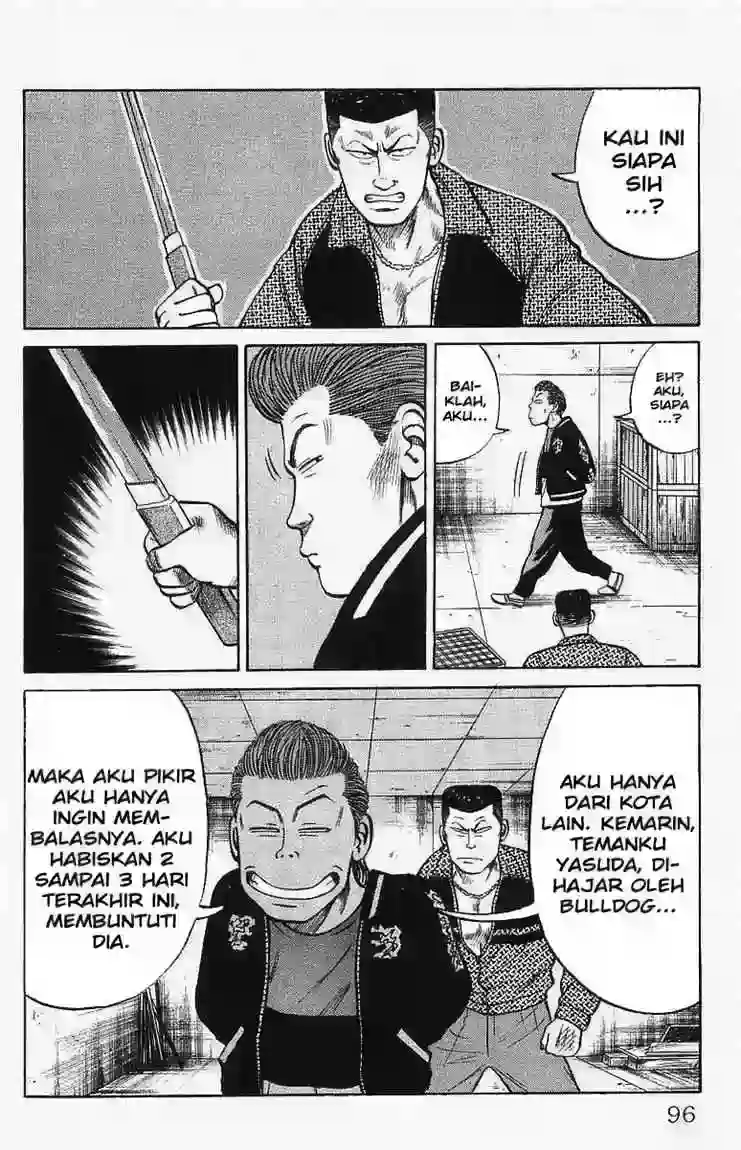 KAU INI
SIAPA
SIH
...?
EH?
AKU,
SIAPA
...?
BAI-
KLAH,
AKU...
AKU HANYA
DARI KOTA
LAIN. KEMARIN,
TEMANKU
YASUDA, DI-
HAJAR OLEH
BULLDOG...
MAKA AKU PIKIR
AKU HANYA
INGIN MEM-
BALASNYA. AKU
HABISKAN 2
SAMPAI 3 HARI
TERAKHIR INI,
MEMBUNTUTI
DIA.
96